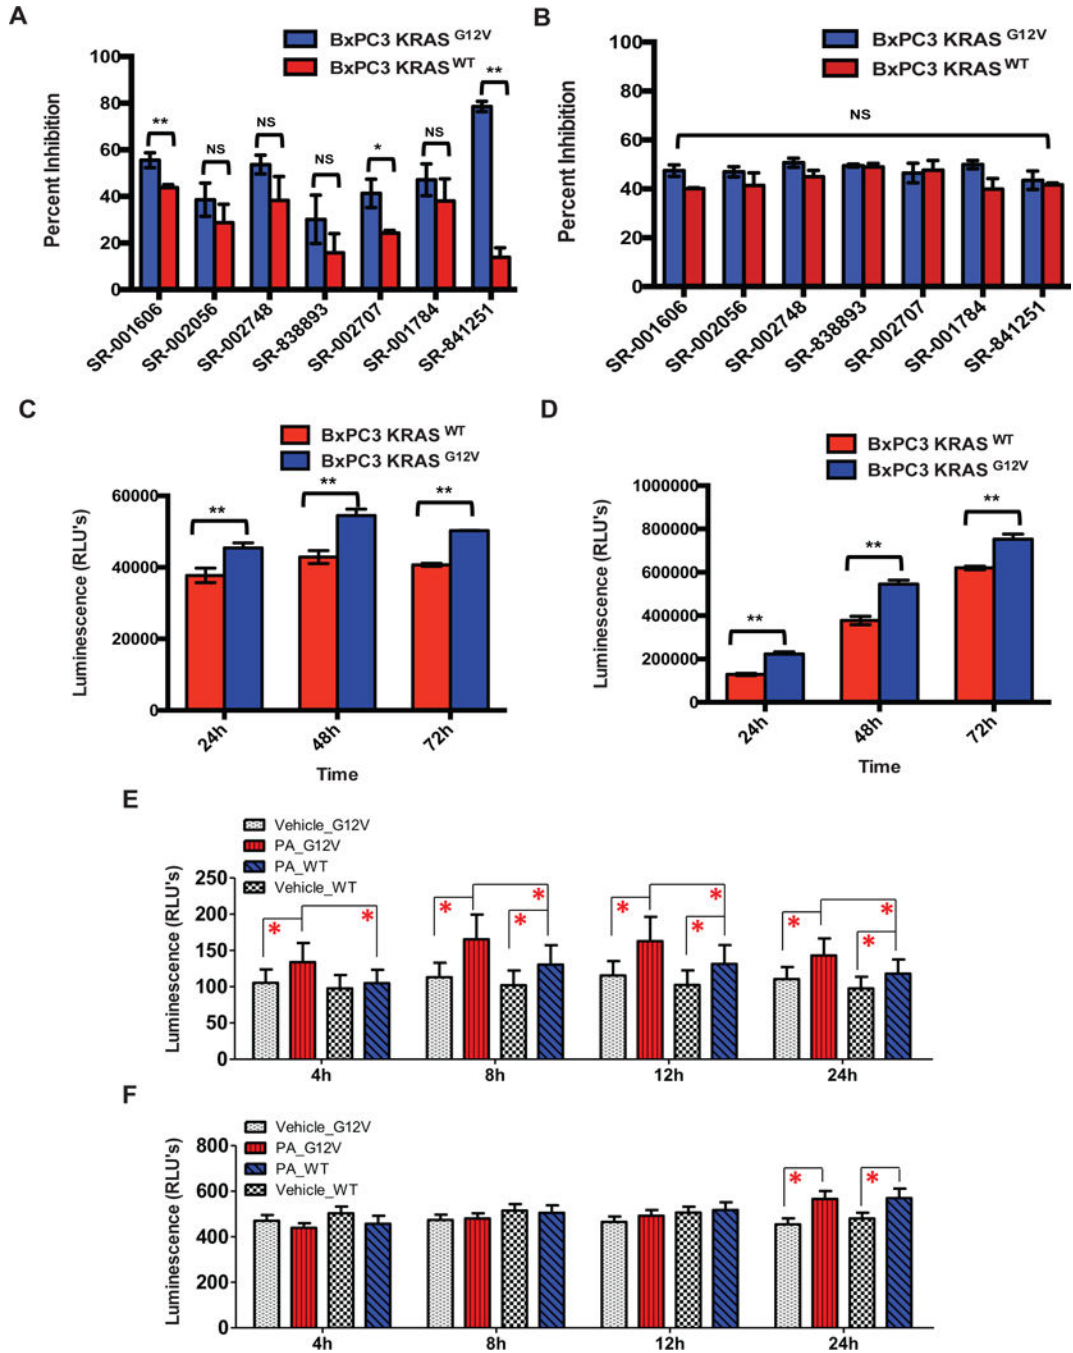 A
BxPC3 KRAS G12V
BxPC3 KRAS WT
Percent Inhibition
100
80
60
40
20
0
**
NS
NS
NS
*
NS
**
SR-001606
SR-002056
SR-002748
SR-838893
SR-002707
SR-001784
SR-841251
B
BxPC3 KRAS G12V
BxPC3 KRAS WT
Percent Inhibition
100
80
60
40
20
0
NS
SR-001606
SR-002056
SR-002748
SR-838893
SR-002707
SR-001784
SR-841251
C
BxPC3 KRAS WT
BxPC3 KRAS G12V
Luminescence (RLU's)
60000
40000
20000
0
**
**
**
24h
48h
72h
Time
D
BxPC3 KRAS WT
BxPC3 KRAS G12V
Luminescence (RLU's)
1000000
800000
600000
400000
200000
0
**
**
**
24h
48h
72h
Time
E
Vehicle_G12V
PA_G12V
PA_WT
Vehicle_WT
Luminescence (RLU's)
250
200
150
100
50
0
*
*
*
*
*
*
*
*
*
*
*
4h
8h
12h
24h
F
Vehicle_G12V
PA_G12V
PA_WT
Vehicle_WT
Luminescence (RLU's)
800
600
400
200
0
*
*
4h
8h
12h
24h